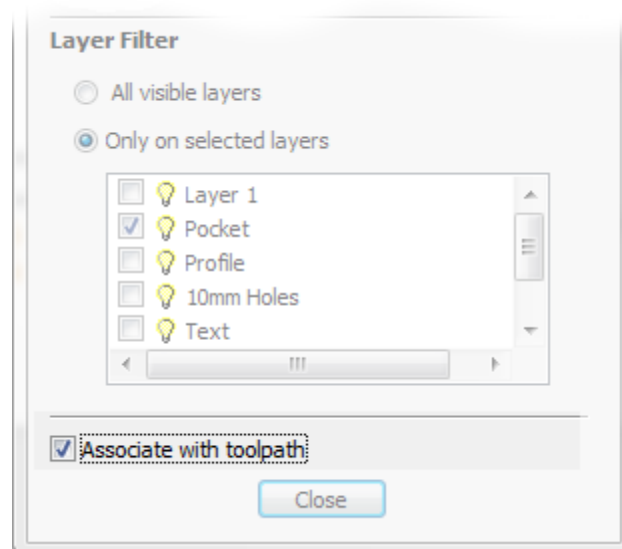 Layer Filter
All visible layers
Only on selected layers
Layer 1
Pocket
Profile
10mm Holes
Text
Associate with toolpath
Close